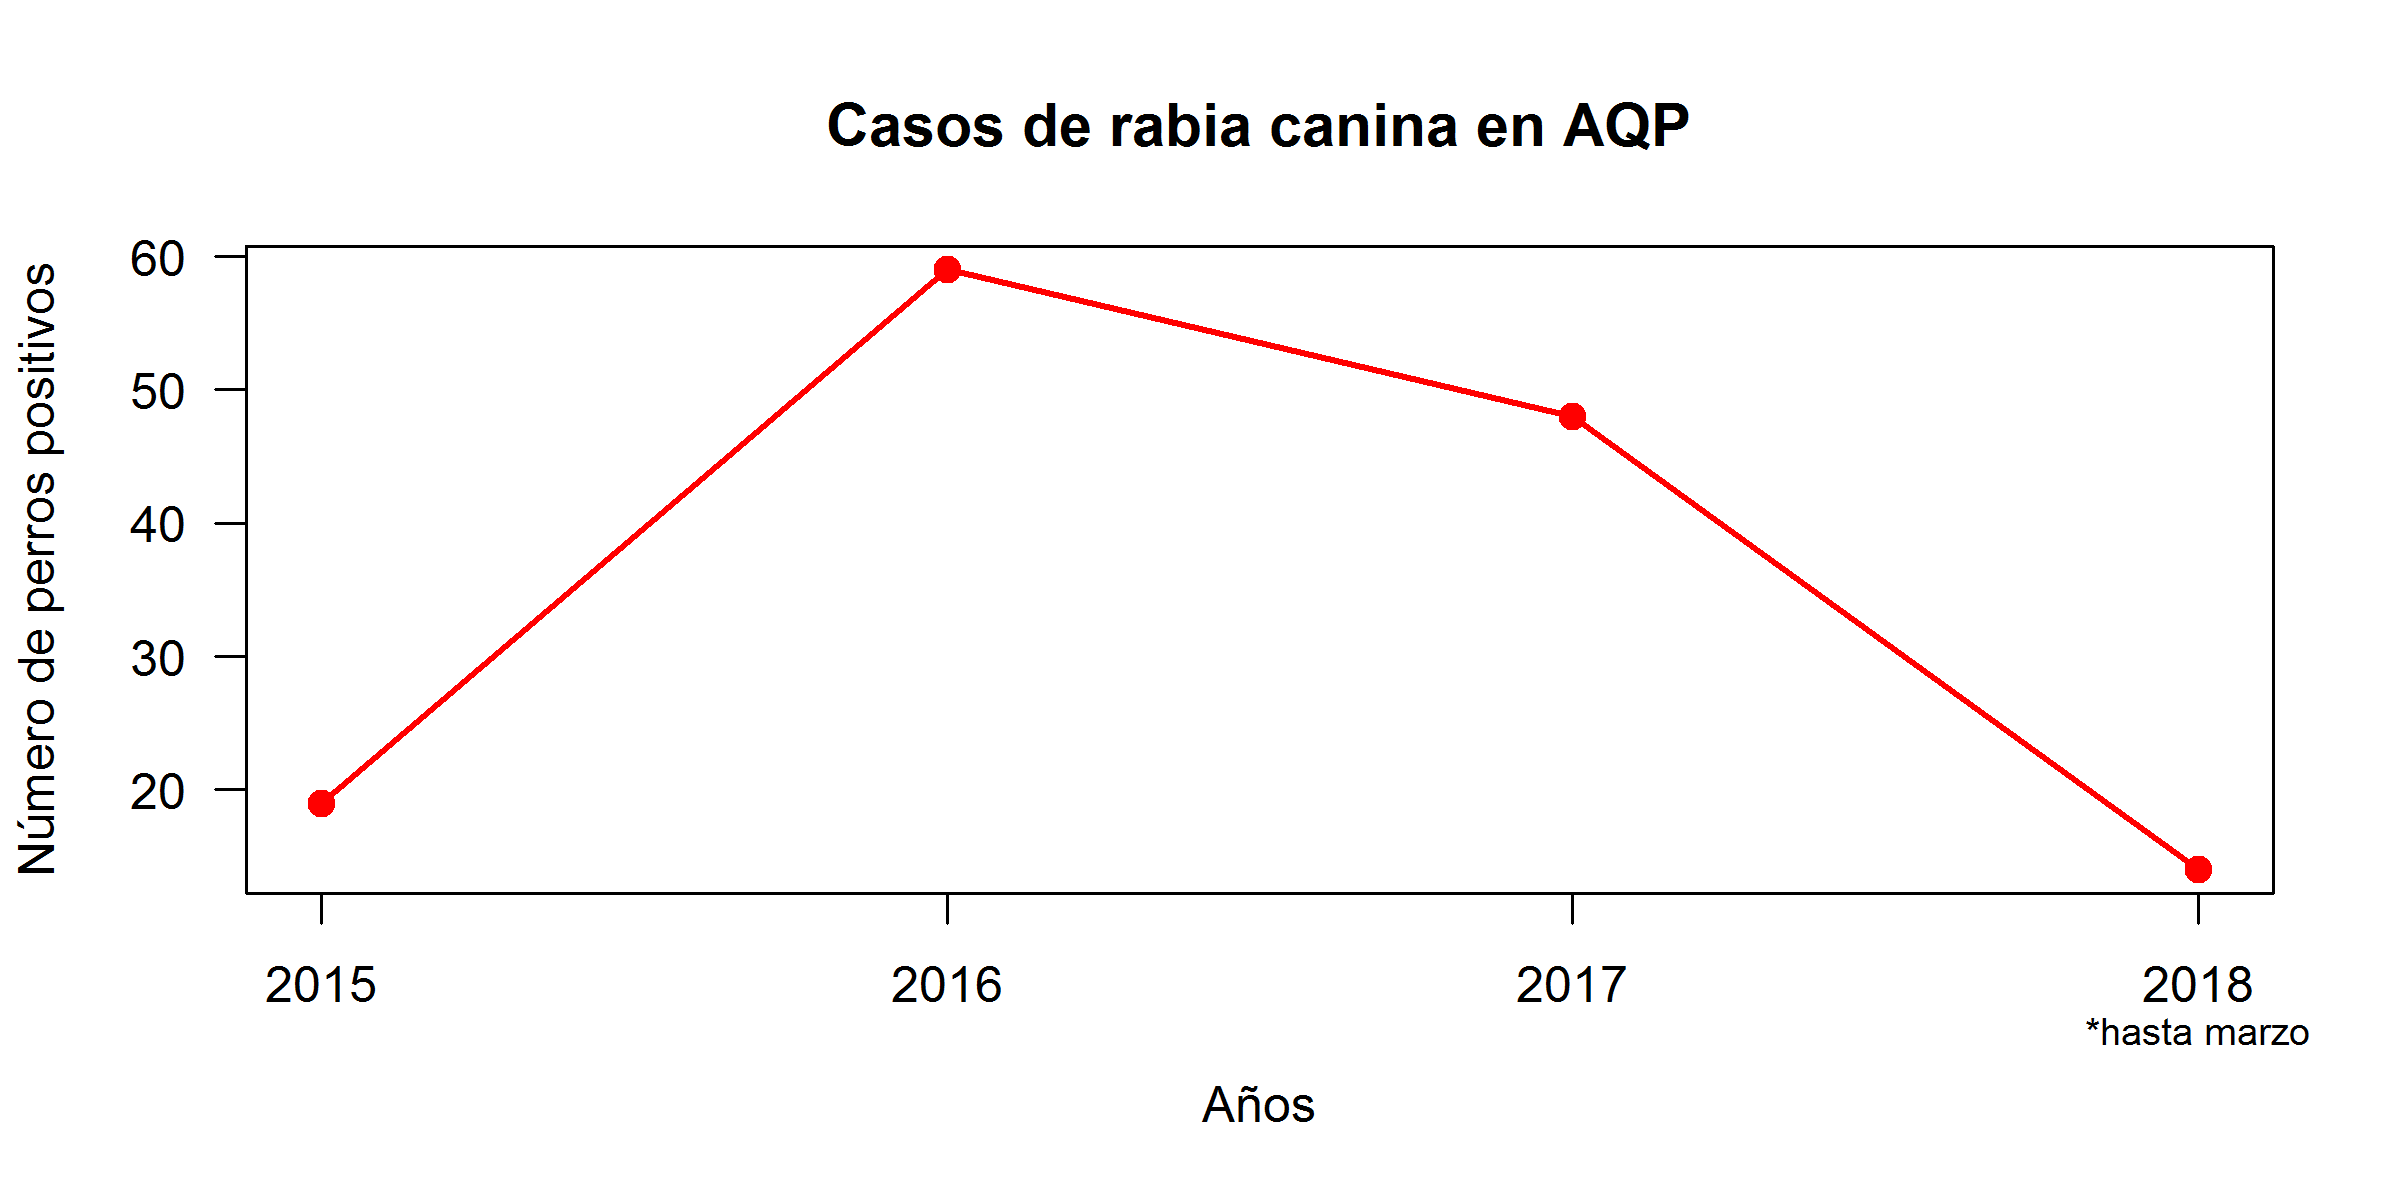 Casos de rabia canina en AQP
Número de perros positivos
60
50
40
30
20
2015
2016
2017
2018
*hasta marzo
Años